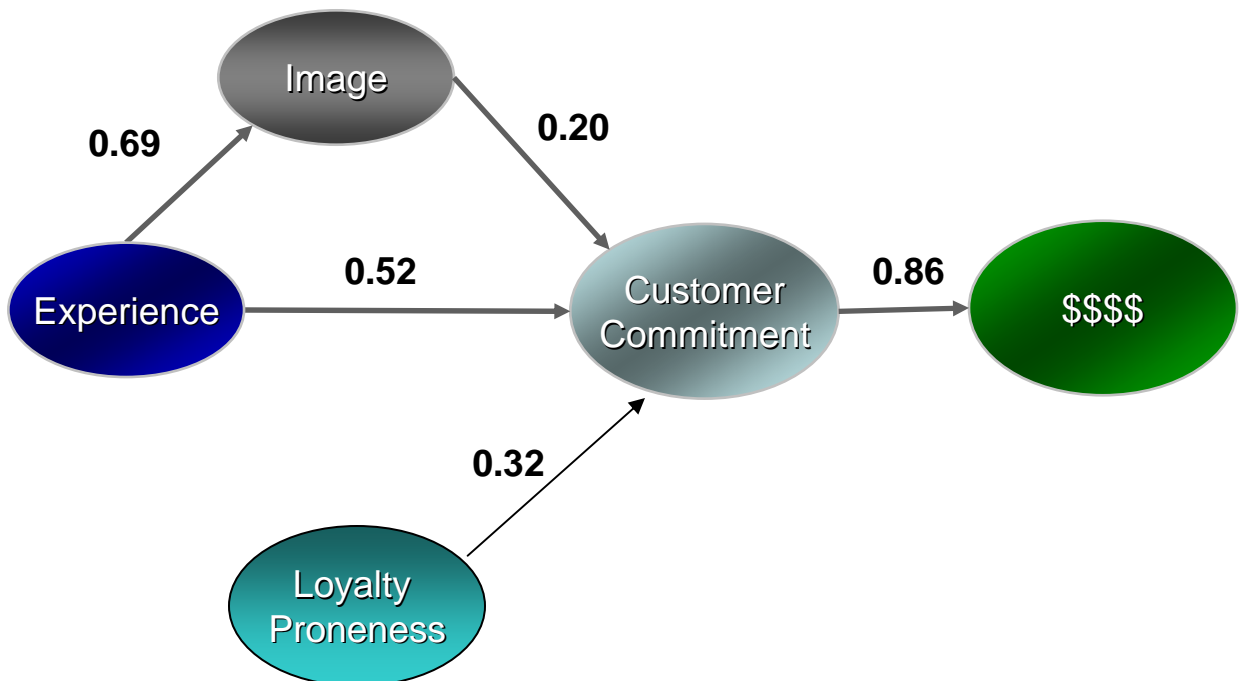 Image
0.69
0.20
Experience
0.52
Customer
Commitment
0.86
$$$$
0.32
Loyalty
Proneness